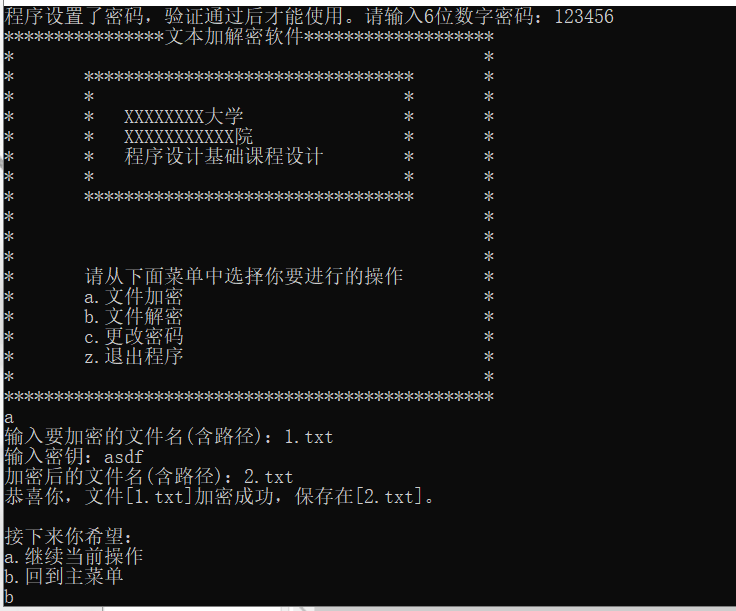 程序设置了密码，验证通过后才能使用。请输入6位数字密码：123456
****************文本加解密软件*******************
*                                               *
*       *********************************       *
*       *                               *       *
*       *   XXXXXXXX大学                *       *
*       *   XXXXXXXXXXX院               *       *
*       *   程序设计基础课程设计        *       *
*       *                               *       *
*       *********************************       *
*                                               *
*                                               *
*                                               *
*       请从下面菜单中选择你要进行的操作        *
*       a.文件加密                              *
*       b.文件解密                              *
*       c.更改密码                              *
*       z.退出程序                              *
*                                               *
*************************************************
a
输入要加密的文件名(含路径)：1.txt
输入密钥：asdf
加密后的文件名(含路径)：2.txt
恭喜你，文件[1.txt]加密成功，保存在[2.txt]。
接下来你希望：
a.继续当前操作
b.回到主菜单
b